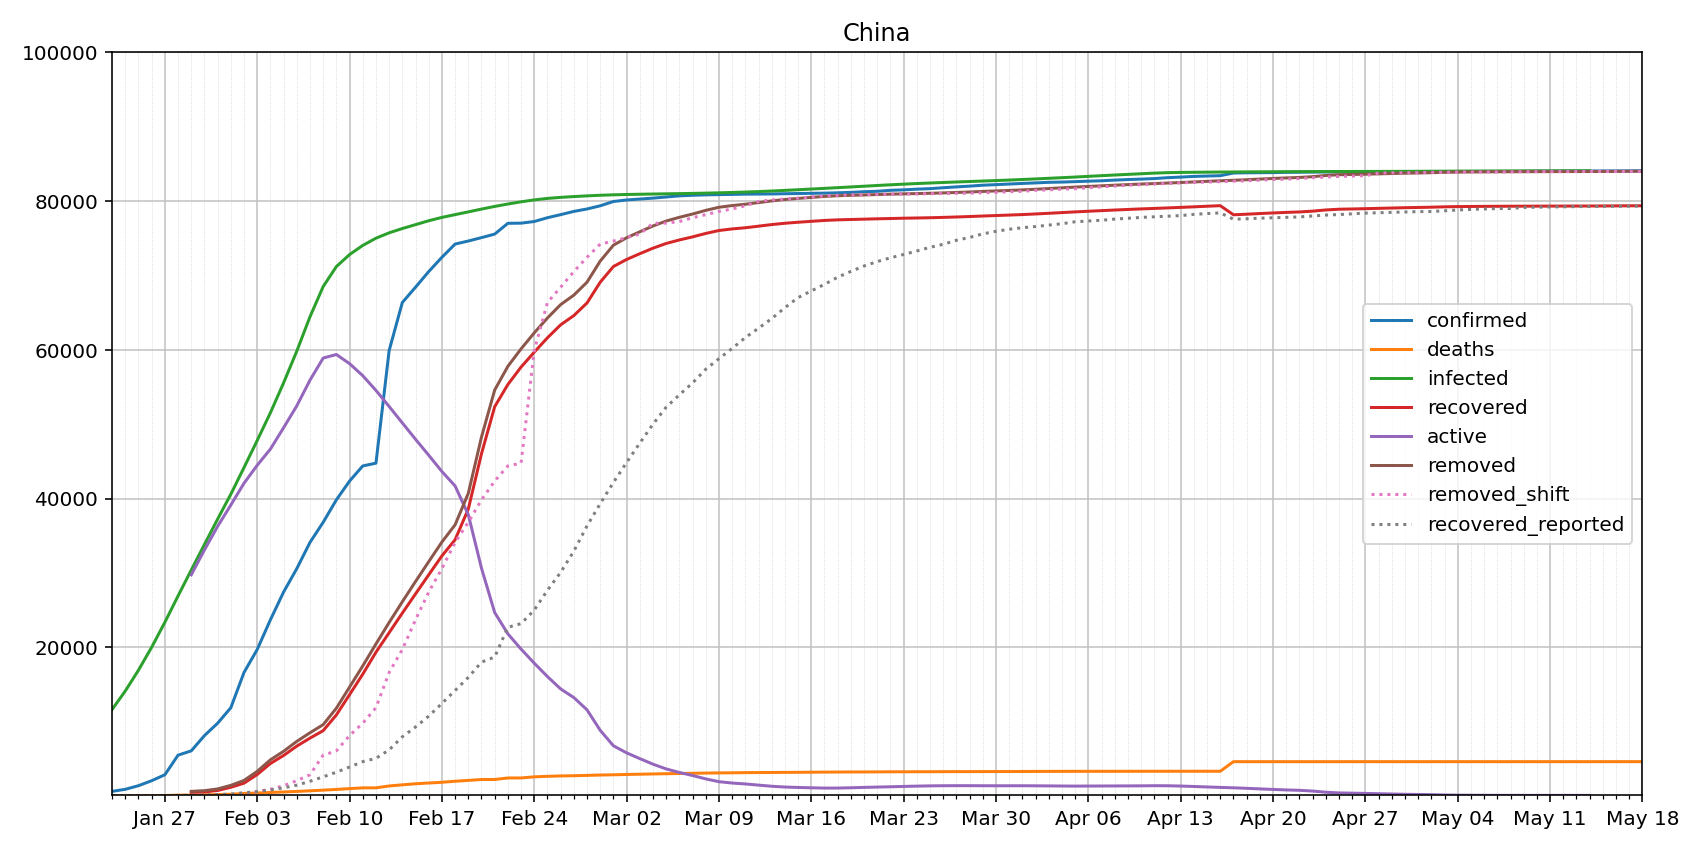 China
100000
80000
60000
40000
20000
confirmed
deaths
infected
recovered
active
removed
removed_shift
recovered_reported
Jan 27 Feb 03 Feb 10 Feb 17 Feb 24 Mar 02 Mar 09 Mar 16 Mar 23 Mar 30 Apr 06 Apr 13 Apr 20 Apr 27 May 04 May 11 May 18